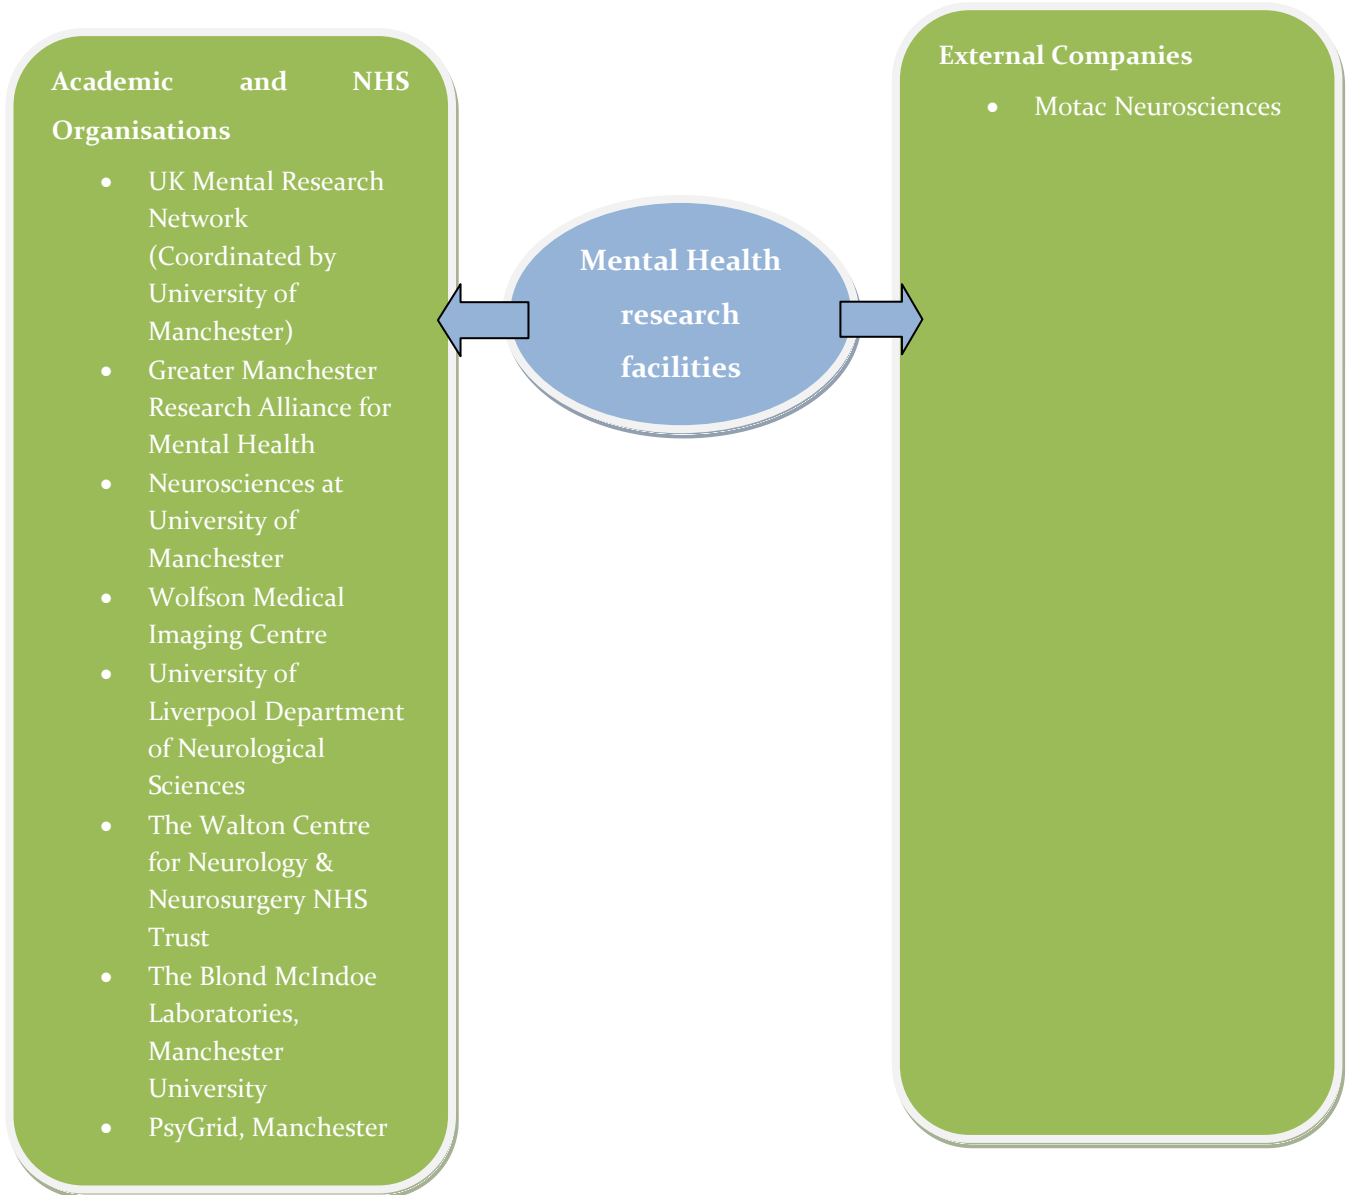 Academic and NHS
Organisations
• UK Mental Research
Network
(Coordinated by
University of
Manchester)
• Greater Manchester
Research Alliance for
Mental Health
• Neurosciences at
University of
Manchester
• Wolfson Medical
Imaging Centre
• University of
Liverpool Department
of Neurological
Sciences
• The Walton Centre
for Neurology &
Neurosurgery NHS
Trust
• The Blond McIndoe
Laboratories,
Manchester
University
• PsyGrid, Manchester
Mental Health
research
facilities
External Companies
• Motac Neurosciences